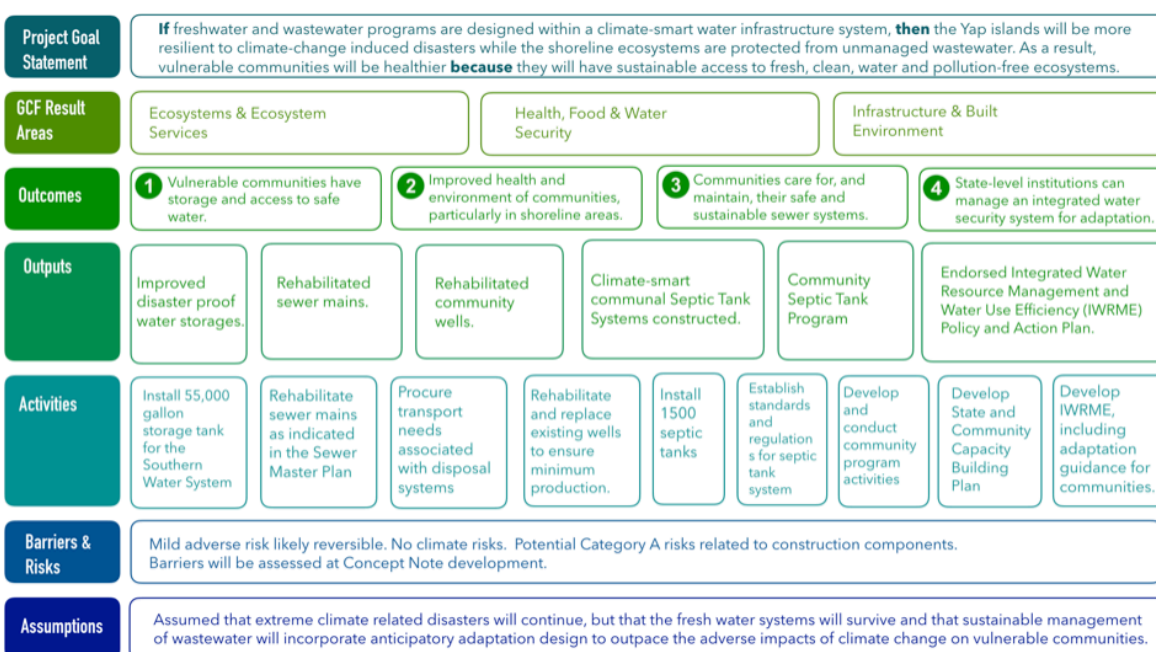 Project Goal
Statement
If freshwater and wastewater programs are designed within a climate-smart water infrastructure system, then the Yap islands will be more
resilient to climate-change induced disasters while the shoreline ecosystems are protected from unmanaged wastewater. As a result,
vulnerable communities will be healthier because they will have sustainable access to fresh, clean, water and pollution-free ecosystems.
GCF Result
Areas
Ecosystems & Ecosystem
Services
Health, Food & Water
Security
Infrastructure & Built
Environment
Outcomes
1
Vulnerable communities have
storage and access to safe
water.
2
Improved health and
environment of communities,
particularly in shoreline areas.
3
Communities care for, and
maintain, their safe and
sustainable sewer systems.
4
State-level institutions can
manage an integrated water
security system for adaptation.
Outputs
Improved
disaster proof
water storages.
Rehabilitated
sewer mains.
Rehabilitated
community
wells.
Climate-smart
communal Septic Tank
Systems constructed.
Community
Septic Tank
Program
Endorsed Integrated Water
Resource Management and
Water Use Efficiency (IWRME)
Policy and Action Plan.
Activities
Install 55,000
gallon
storage tank
for the
Southern
Water System
Rehabilitate
sewer mains
as indicated
in the Sewer
Master Plan
Procure
transport
needs
associated
with disposal
systems
Rehabilitate
and replace
existing wells
to ensure
minimum
production.
Install
1500
septic
tanks
Establish
standards
and
regulation
s for septic
tank
system
Develop
and
conduct
community
program
activities
Develop
State and
Community
Capacity
Building
Plan
Develop
IWRME,
including
adaptation
guidance for
communities.
Barriers &
Risks
Mild adverse risk likely reversible. No climate risks. Potential Category A risks related to construction components.
Barriers will be assessed at Concept Note development.
Assumptions
Assumed that extreme climate related disasters will continue, but that the fresh water systems will survive and that sustainable management
of wastewater will incorporate anticipatory adaptation design to outpace the adverse impacts of climate change on vulnerable communities.